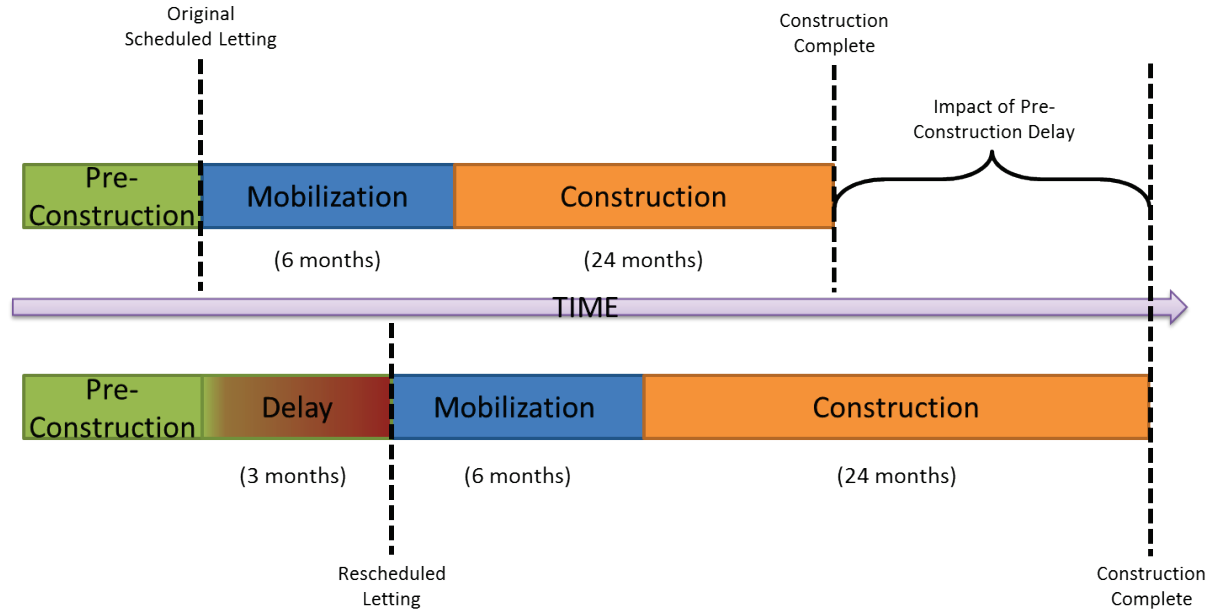 Original
Scheduled Letting
Construction
Complete
Impact of Pre-
Construction Delay
Pre-
Construction
Mobilization
Construction
(6 months)
(24 months)
TIME
Pre-
Construction
Delay
Mobilization
Construction
(3 months)
(6 months)
(24 months)
Rescheduled
Letting
Construction
Complete